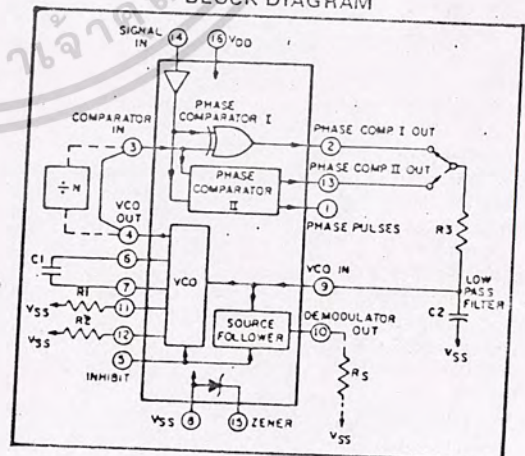 BLOCK DIAGRAM
SIGNAL IN
14
16 VDD
PHASE COMPARATOR I
COMPARATOR IN
3
2
PHASE COMP I OUT
PHASE COMP II OUT
13
PHASE COMPARATOR II
1
PHASE PULSES
÷ N
VCO OUT
4
R3
6
C1
7
VCO
VCO IN
9
LOW PASS FILTER
VSS
R1
11
VSS
R2
12
SOURCE FOLLOWER
DEMODULATOR OUT
10
C2
VSS
5
INHIBIT
RS
VSS
VSS 8
15 ZENER